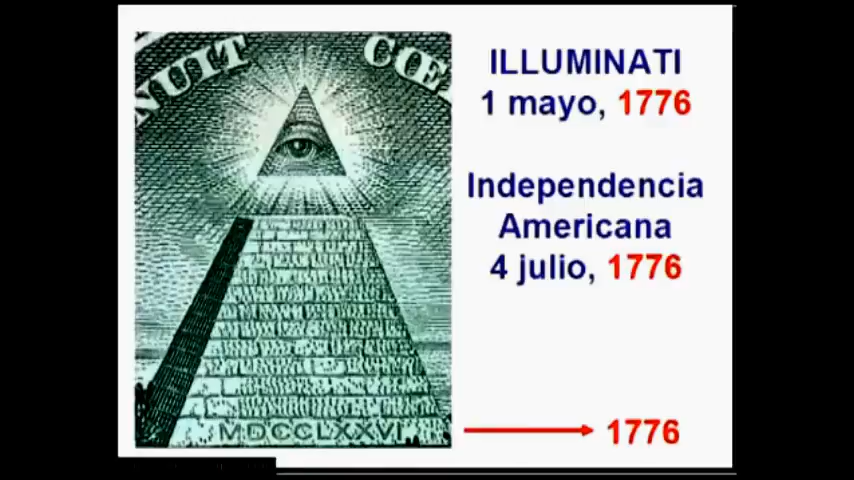 NUIT CŒ
ILLUMINATI
1 mayo, 1776
Independencia
Americana
4 julio, 1776
MDCCLXXVI
1776